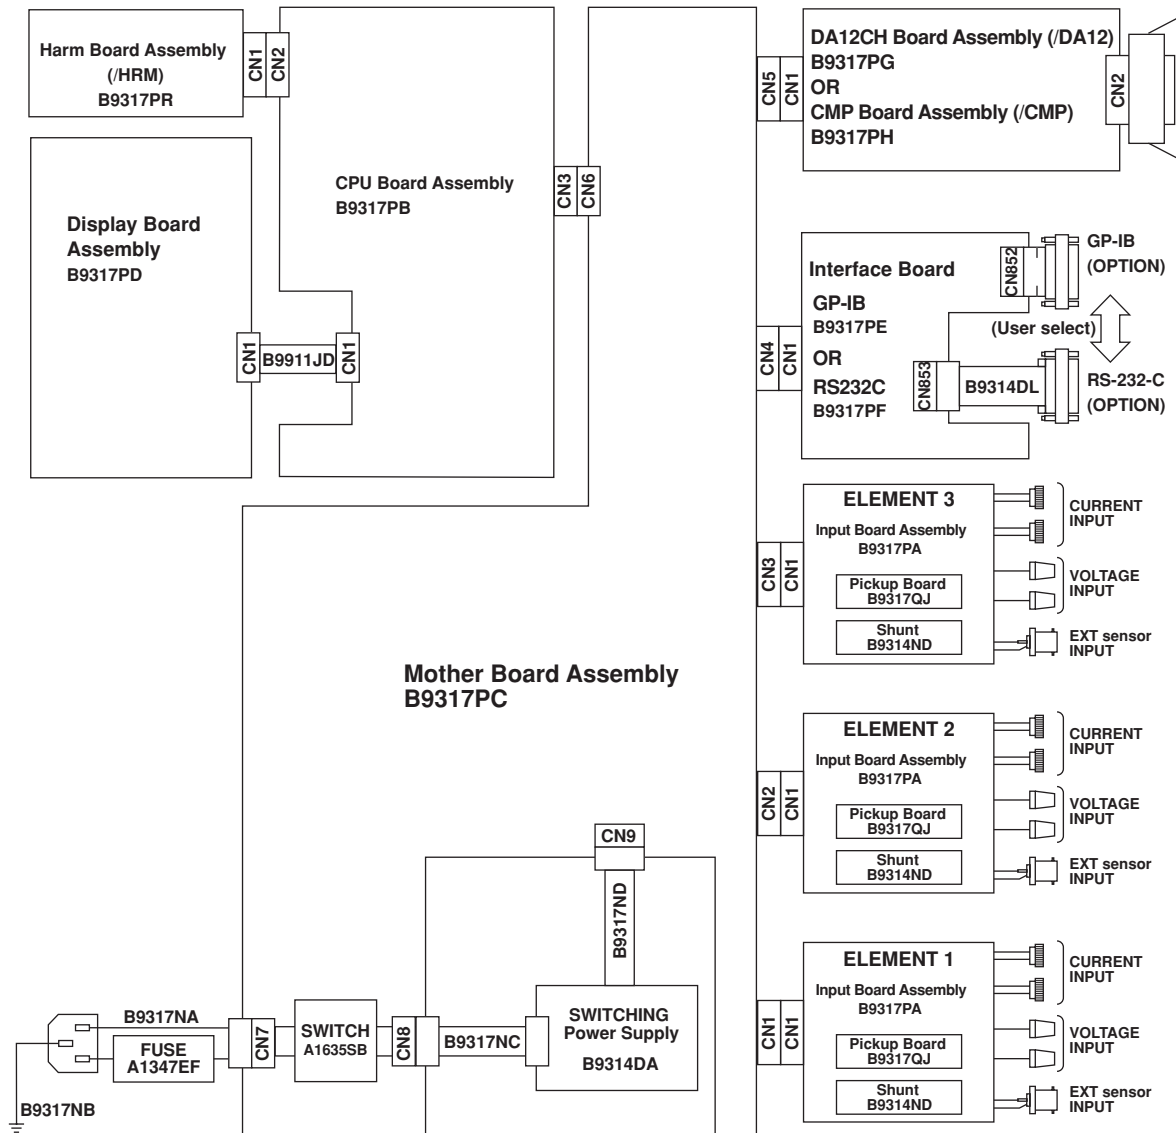 Harm Board Assembly
(/HRM)
B9317PR
CN1
CN2
CPU Board Assembly
B9317PB
Display Board
Assembly
B9317PD
CN1
B9911JD
CN1
CN3
CN6
DA12CH Board Assembly (/DA12)
B9317PG
OR
CMP Board Assembly (/CMP)
B9317PH
CN5
CN1
CN2
Interface Board
GP-IB
B9317PE
OR
RS232C
B9317PF
CN4
CN1
CN852
GP-IB
(OPTION)
(User select)
CN853
B9314DL
RS-232-C
(OPTION)
ELEMENT 3
Input Board Assembly
B9317PA
Pickup Board
B9317QJ
Shunt
B9314ND
CN3
CN1
CURRENT
INPUT
VOLTAGE
INPUT
EXT sensor
INPUT
Mother Board Assembly
B9317PC
ELEMENT 2
Input Board Assembly
B9317PA
Pickup Board
B9317QJ
Shunt
B9314ND
CN2
CN1
CURRENT
INPUT
VOLTAGE
INPUT
EXT sensor
INPUT
CN9
B9317ND
SWITCHING
Power Supply
B9314DA
ELEMENT 1
Input Board Assembly
B9317PA
Pickup Board
B9317QJ
Shunt
B9314ND
CN1
CN1
CURRENT
INPUT
VOLTAGE
INPUT
EXT sensor
INPUT
B9317NA
FUSE
A1347EF
CN7
SWITCH
A1635SB
CN8
B9317NC
B9317NB